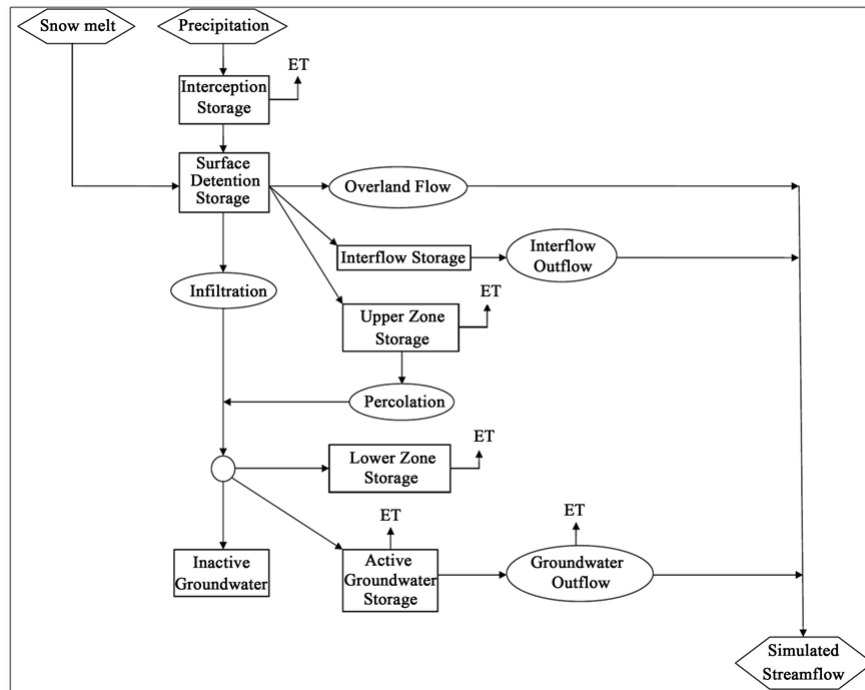 Snow melt
Precipitation
ET
Interception
Storage
Surface
Detention
Storage
Overland Flow
Interflow Storage
Interflow
Outflow
Infiltration
ET
Upper Zone
Storage
Percolation
ET
Lower Zone
Storage
ET
ET
Inactive
Groundwater
Active
Groundwater
Storage
Groundwater
Outflow
Simulated
Streamflow